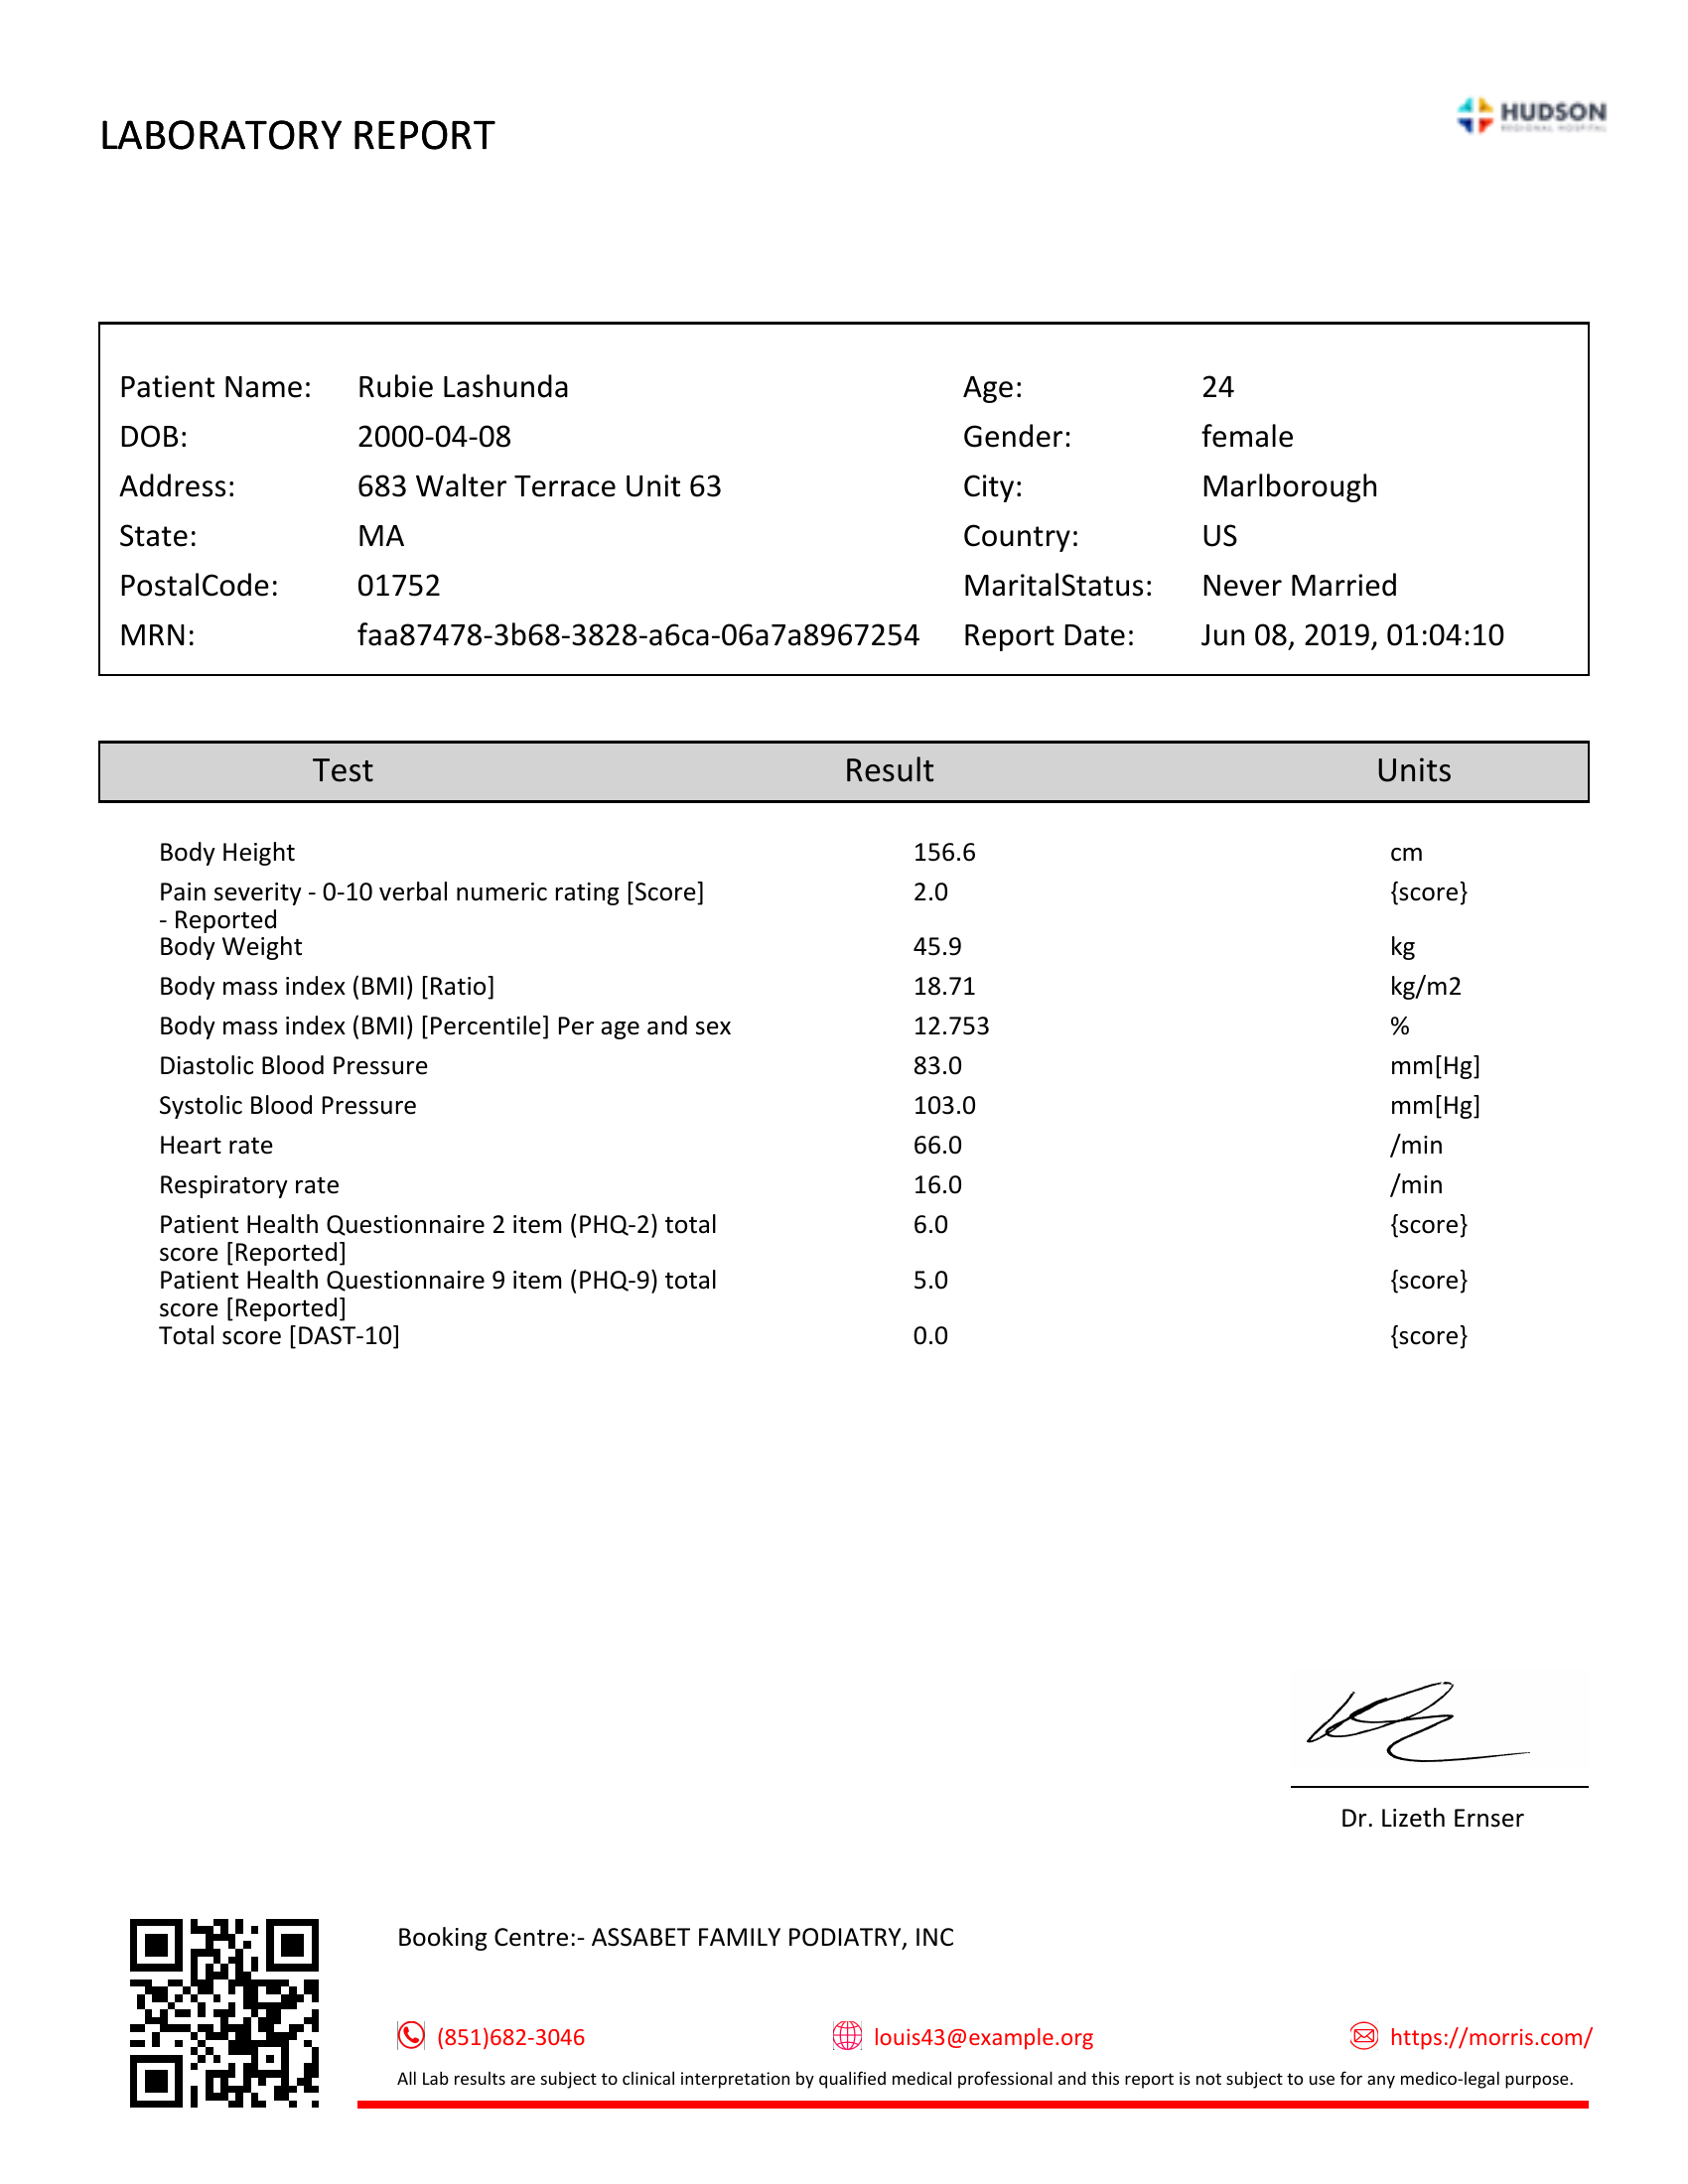 LABORATORY REPORT
HUDSON
REGIONAL HOSPITAL
Patient Name: Rubie Lashunda Age: 24
DOB: 2000-04-08 Gender: female
Address: 683 Walter Terrace Unit 63 City: Marlborough
State: MA Country: US
PostalCode: 01752 MaritalStatus: Never Married
MRN: faa87478-3b68-3828-a6ca-06a7a8967254 Report Date: Jun 08, 2019, 01:04:10
Test Result Units
Body Height 156.6 cm
Pain severity - 0-10 verbal numeric rating [Score] 2.0 {score}
- Reported
Body Weight 45.9 kg
Body mass index (BMI) [Ratio] 18.71 kg/m2
Body mass index (BMI) [Percentile] Per age and sex 12.753 %
Diastolic Blood Pressure 83.0 mm[Hg]
Systolic Blood Pressure 103.0 mm[Hg]
Heart rate 66.0 /min
Respiratory rate 16.0 /min
Patient Health Questionnaire 2 item (PHQ-2) total 6.0 {score}
score [Reported]
Patient Health Questionnaire 9 item (PHQ-9) total 5.0 {score}
score [Reported]
Total score [DAST-10] 0.0 {score}
Dr. Lizeth Ernser
Booking Centre:- ASSABET FAMILY PODIATRY, INC
(851)682-3046 louis43@example.org https://morris.com/
All Lab results are subject to clinical interpretation by qualified medical professional and this report is not subject to use for any medico-legal purpose.